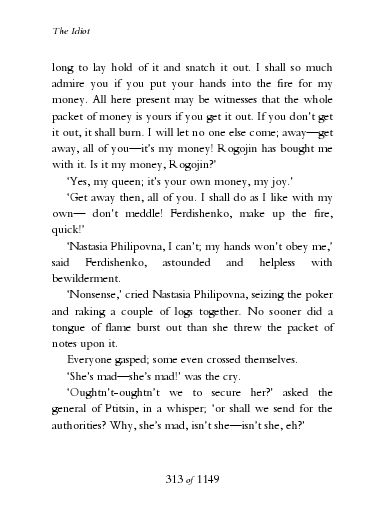 The Idiot
long to lay hold of it and snatch it out. I shall so much
admire you if you put your hands into the fire for my
money. All here present may be witnesses that the whole
packet of money is yours if you get it out. If you don't get
it out, it shall burn. I will let no one else come; away—get
away, all of you—it's my money! Rogojin has bought me
with it. Is it my money, Rogojin?'
'Yes, my queen; it's your own money, my joy.'
'Get away then, all of you. I shall do as I like with my
own— don't meddle! Ferdishenko, make up the fire,
quick!'
'Nastasia Philipovna, I can't; my hands won't obey me,'
said Ferdishenko, astounded and helpless with
bewilderment.
'Nonsense,' cried Nastasia Philipovna, seizing the poker
and raking a couple of logs together. No sooner did a
tongue of flame burst out than she threw the packet of
notes upon it.
Everyone gasped; some even crossed themselves.
'She's mad—she's mad!' was the cry.
'Oughtn't-oughtn't we to secure her?' asked the
general of Ptitsin, in a whisper; 'or shall we send for the
authorities? Why, she's mad, isn't she—isn't she, eh?'
313 of 1149